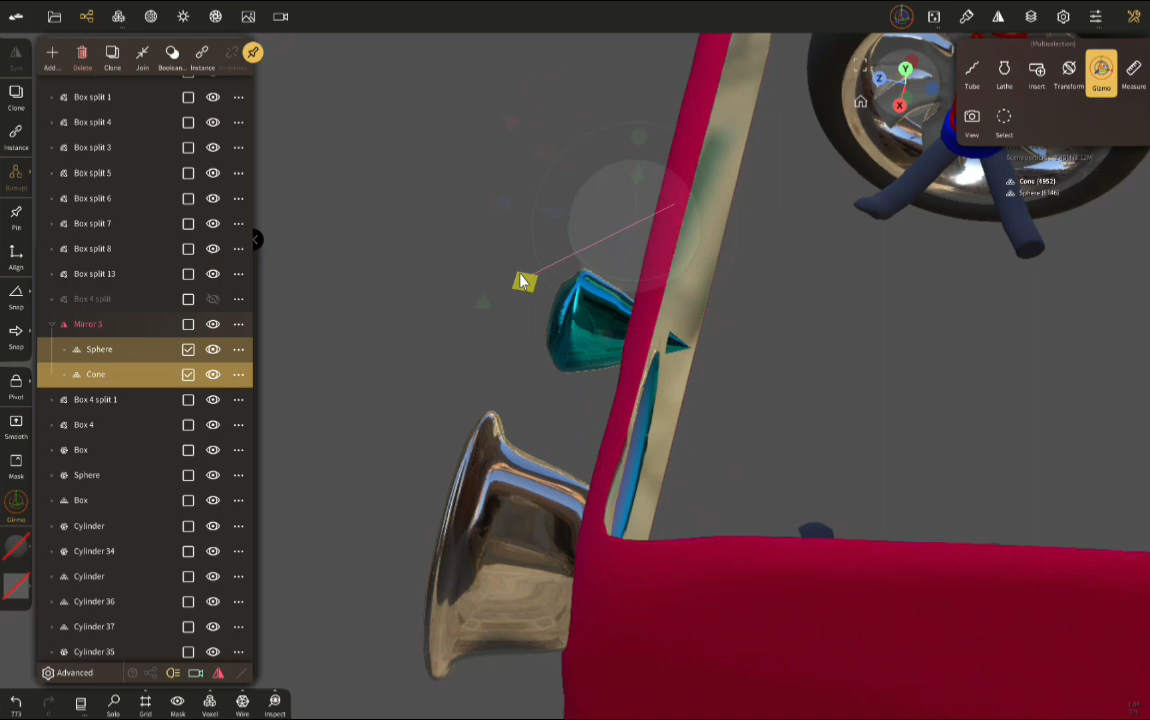 Add...
Delete
Clone
Join
Boolean...
Instance
Sync
Clone
Instance
Pin
Align
Snap
Snap
Pivot
Smooth
Mask
Gizmo
Box split 1
Box split 4
Box split 3
Box split 5
Box split 6
Box split 7
Box split 8
Box split 13
Box 4 split
Mirror 3
Sphere
Cone
Box 4 split 1
Box 4
Box
Sphere
Box
Cylinder
Cylinder 34
Cylinder
Cylinder 36
Cylinder 37
Cylinder 35
Advanced
773
0
...
Solo
Grid
Mask
Voxel
Wire
Inspect
(Multiselection)
Tube
Lathe
Insert
Transform
Gizmo
Measure
View
Select
Y
Z
X
Cone (4952)